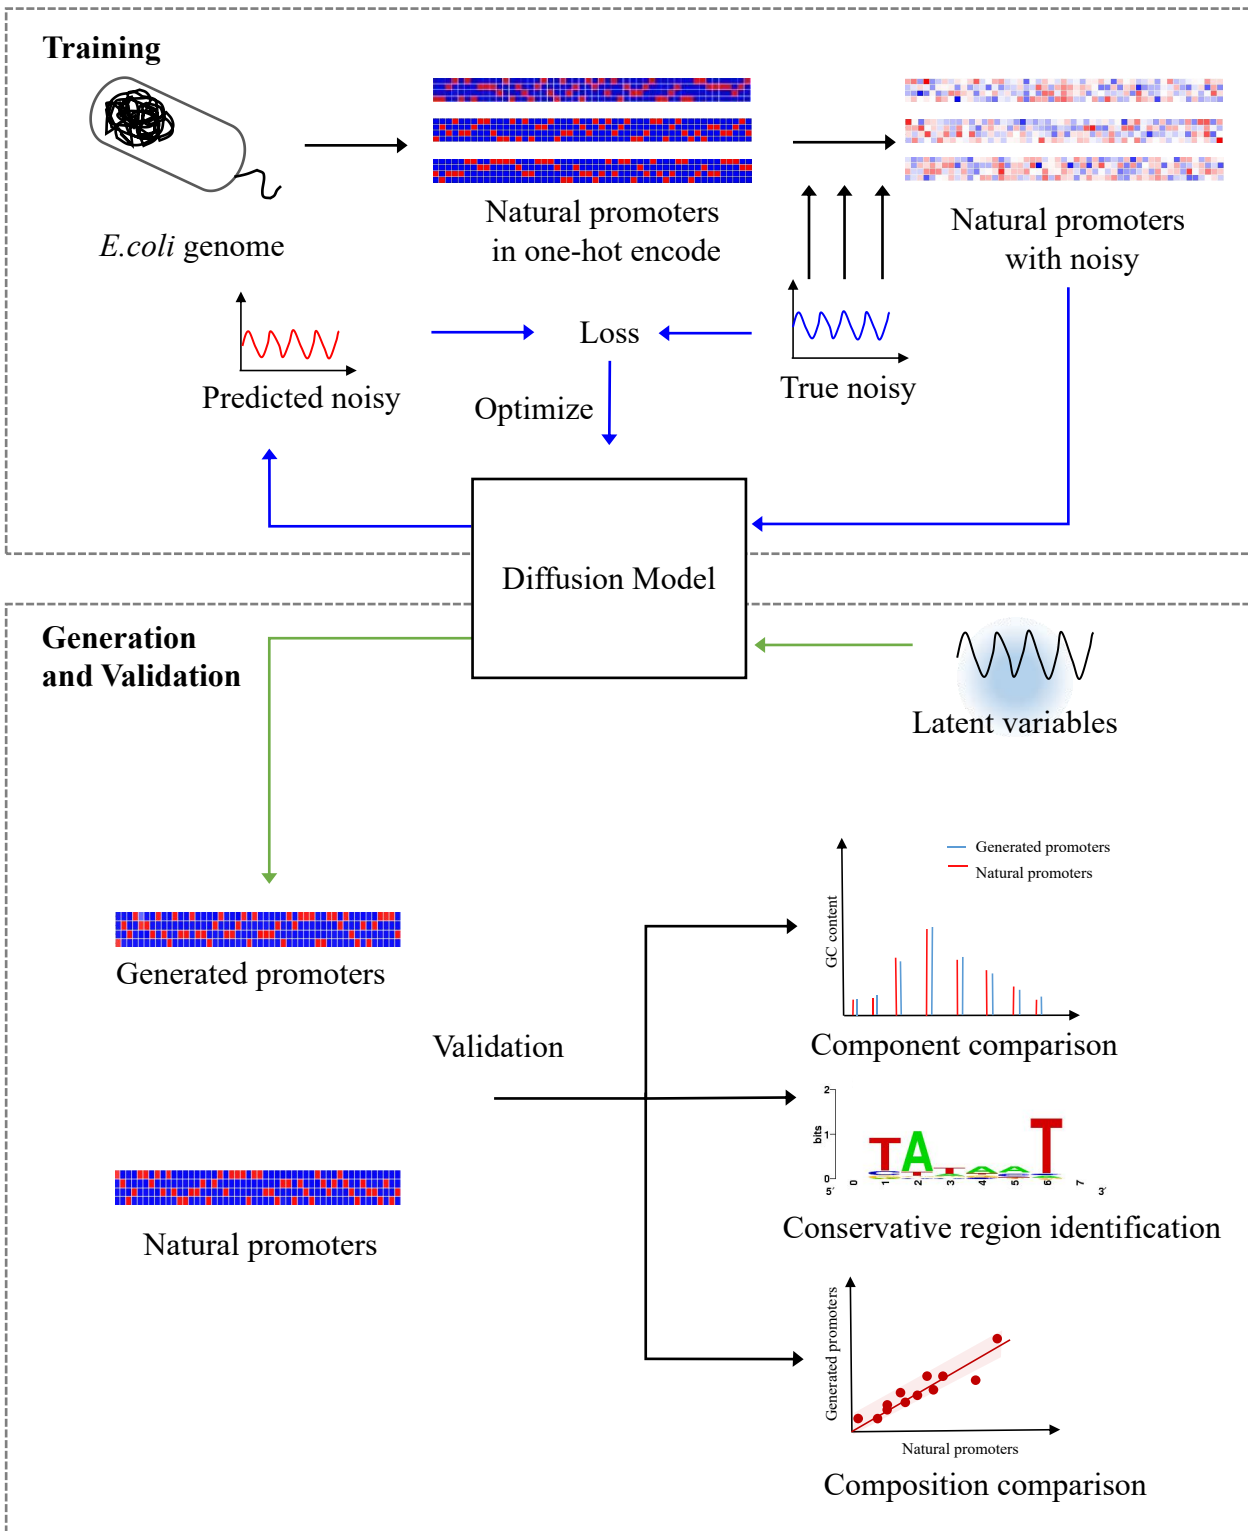 Training
E.coli genome
Natural promoters
in one-hot encode
Natural promoters
with noisy
Predicted noisy
Loss
True noisy
Optimize
Diffusion Model
Generation
and Validation
Latent variables
Generated promoters
Natural promoters
GC content
Generated promoters
Component comparison
Validation
2
1
0
bits
TATAAT
5′
0 1 2 3 4 5 6 7
3′
Conservative region identification
Natural promoters
Generated promoters
Natural promoters
Composition comparison